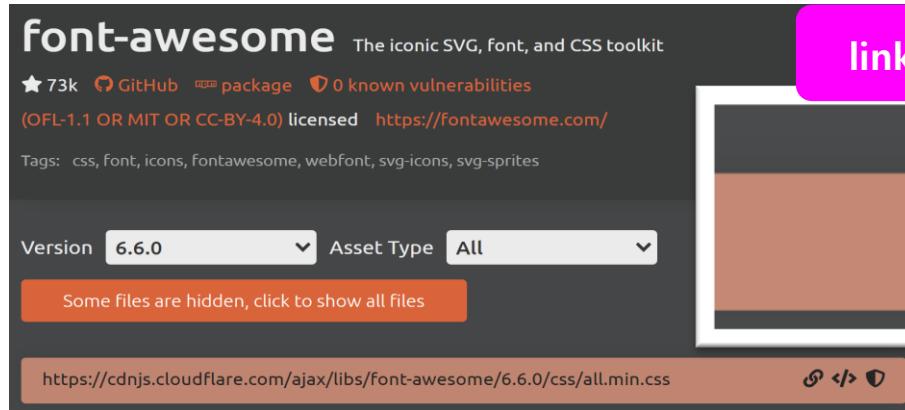 font-awesome The iconic SVG, font, and CSS toolkit
73k GitHub package 0 known vulnerabilities
(OFL-1.1 OR MIT OR CC-BY-4.0) licensed https://fontawesome.com/
Tags: css, font, icons, fontawesome, webfont, svg-icons, svg-sprites
link
Version 6.6.0 Asset Type All
Some files are hidden, click to show all files
https://cdnjs.cloudflare.com/ajax/libs/font-awesome/6.6.0/css/all.min.css </>